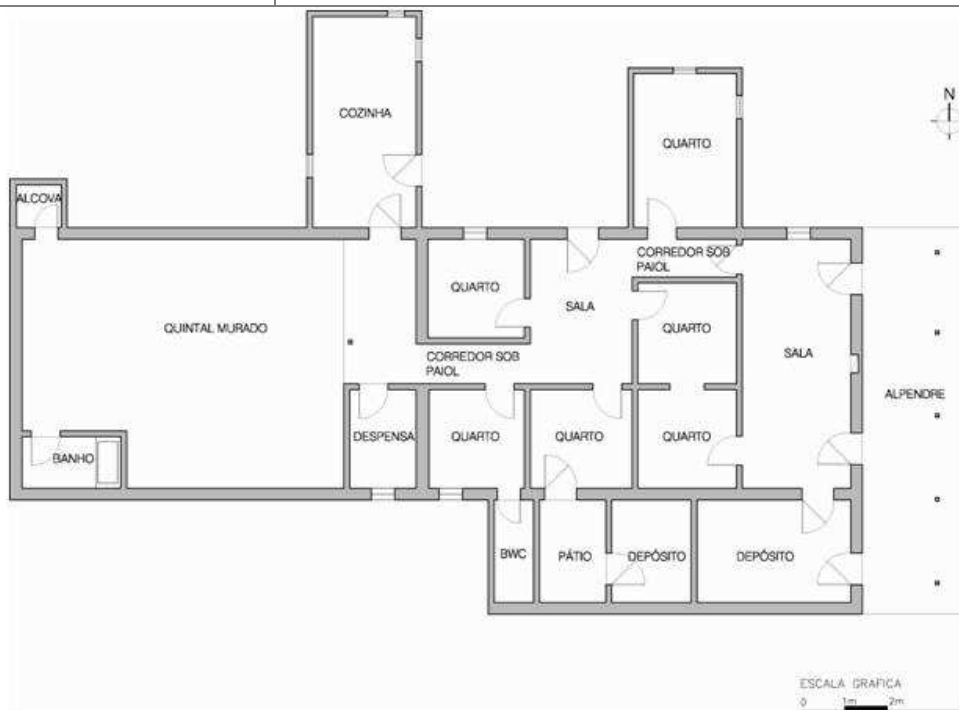 COZINHA
N
QUARTO
ALCOVA
CORREDOR SOB
PAIOL
QUARTO
SALA
QUINTAL MURADO
QUARTO
SALA
CORREDOR SOB
PAIOL
ALPENDRE
DESPENSA
QUARTO
QUARTO
QUARTO
BANHO
BWC
PÁTIO
DEPÓSITO
DEPÓSITO
ESCALA GRAFICA
0 1m 2m